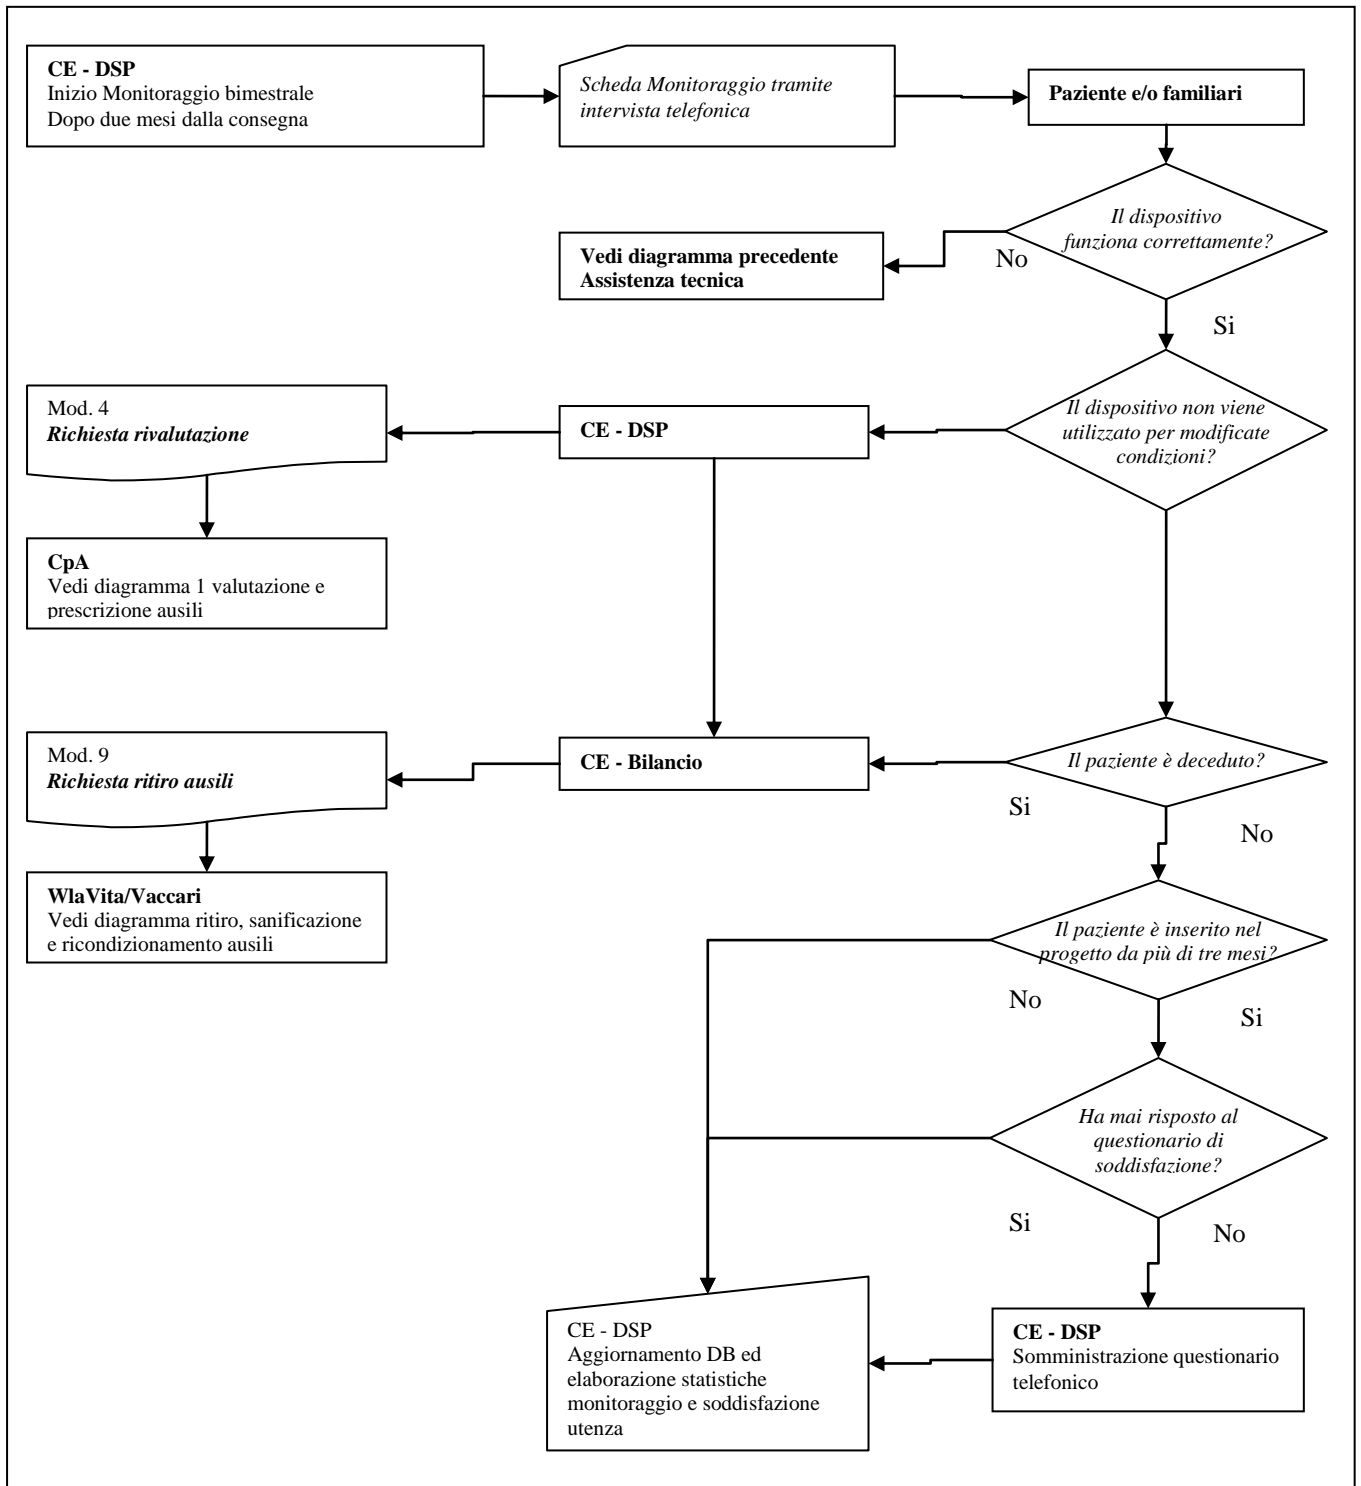 CE - DSP
Inizio Monitoraggio bimestrale
Dopo due mesi dalla consegna
Scheda Monitoraggio tramite
intervista telefonica
Paziente e/o familiari
Il dispositivo
funziona correttamente?
No
Vedi diagramma precedente
Assistenza tecnica
Si
Il dispositivo non viene
utilizzato per modificate
condizioni?
CE - DSP
Mod. 4
Richiesta rivalutazione
CpA
Vedi diagramma 1 valutazione e
prescrizione ausili
Il paziente è deceduto?
Si
No
CE - Bilancio
Mod. 9
Richiesta ritiro ausili
WlaVita/Vaccari
Vedi diagramma ritiro, sanificazione
e ricondizionamento ausili
Il paziente è inserito nel
progetto da più di tre mesi?
No
Si
Ha mai risposto al
questionario di
soddisfazione?
Si
No
CE - DSP
Somministrazione questionario
telefonico
CE - DSP
Aggiornamento DB ed
elaborazione statistiche
monitoraggio e soddisfazione
utenza